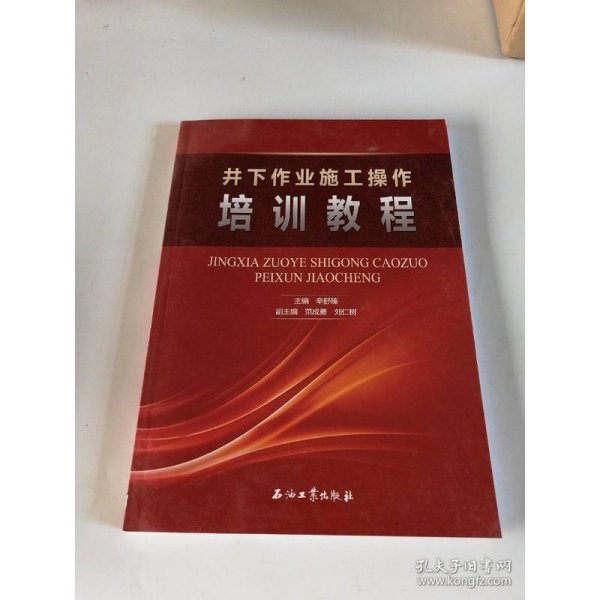 井下作业施工操作
培训教程
JINGXIA ZUOYE SHIGONG CAOZUO
PEIXUN JIAOCHENG
主编 辛舒臻
副主编 范成勇 刘仁树
石油工业出版社
孔夫子旧书网
www.kongfz.com